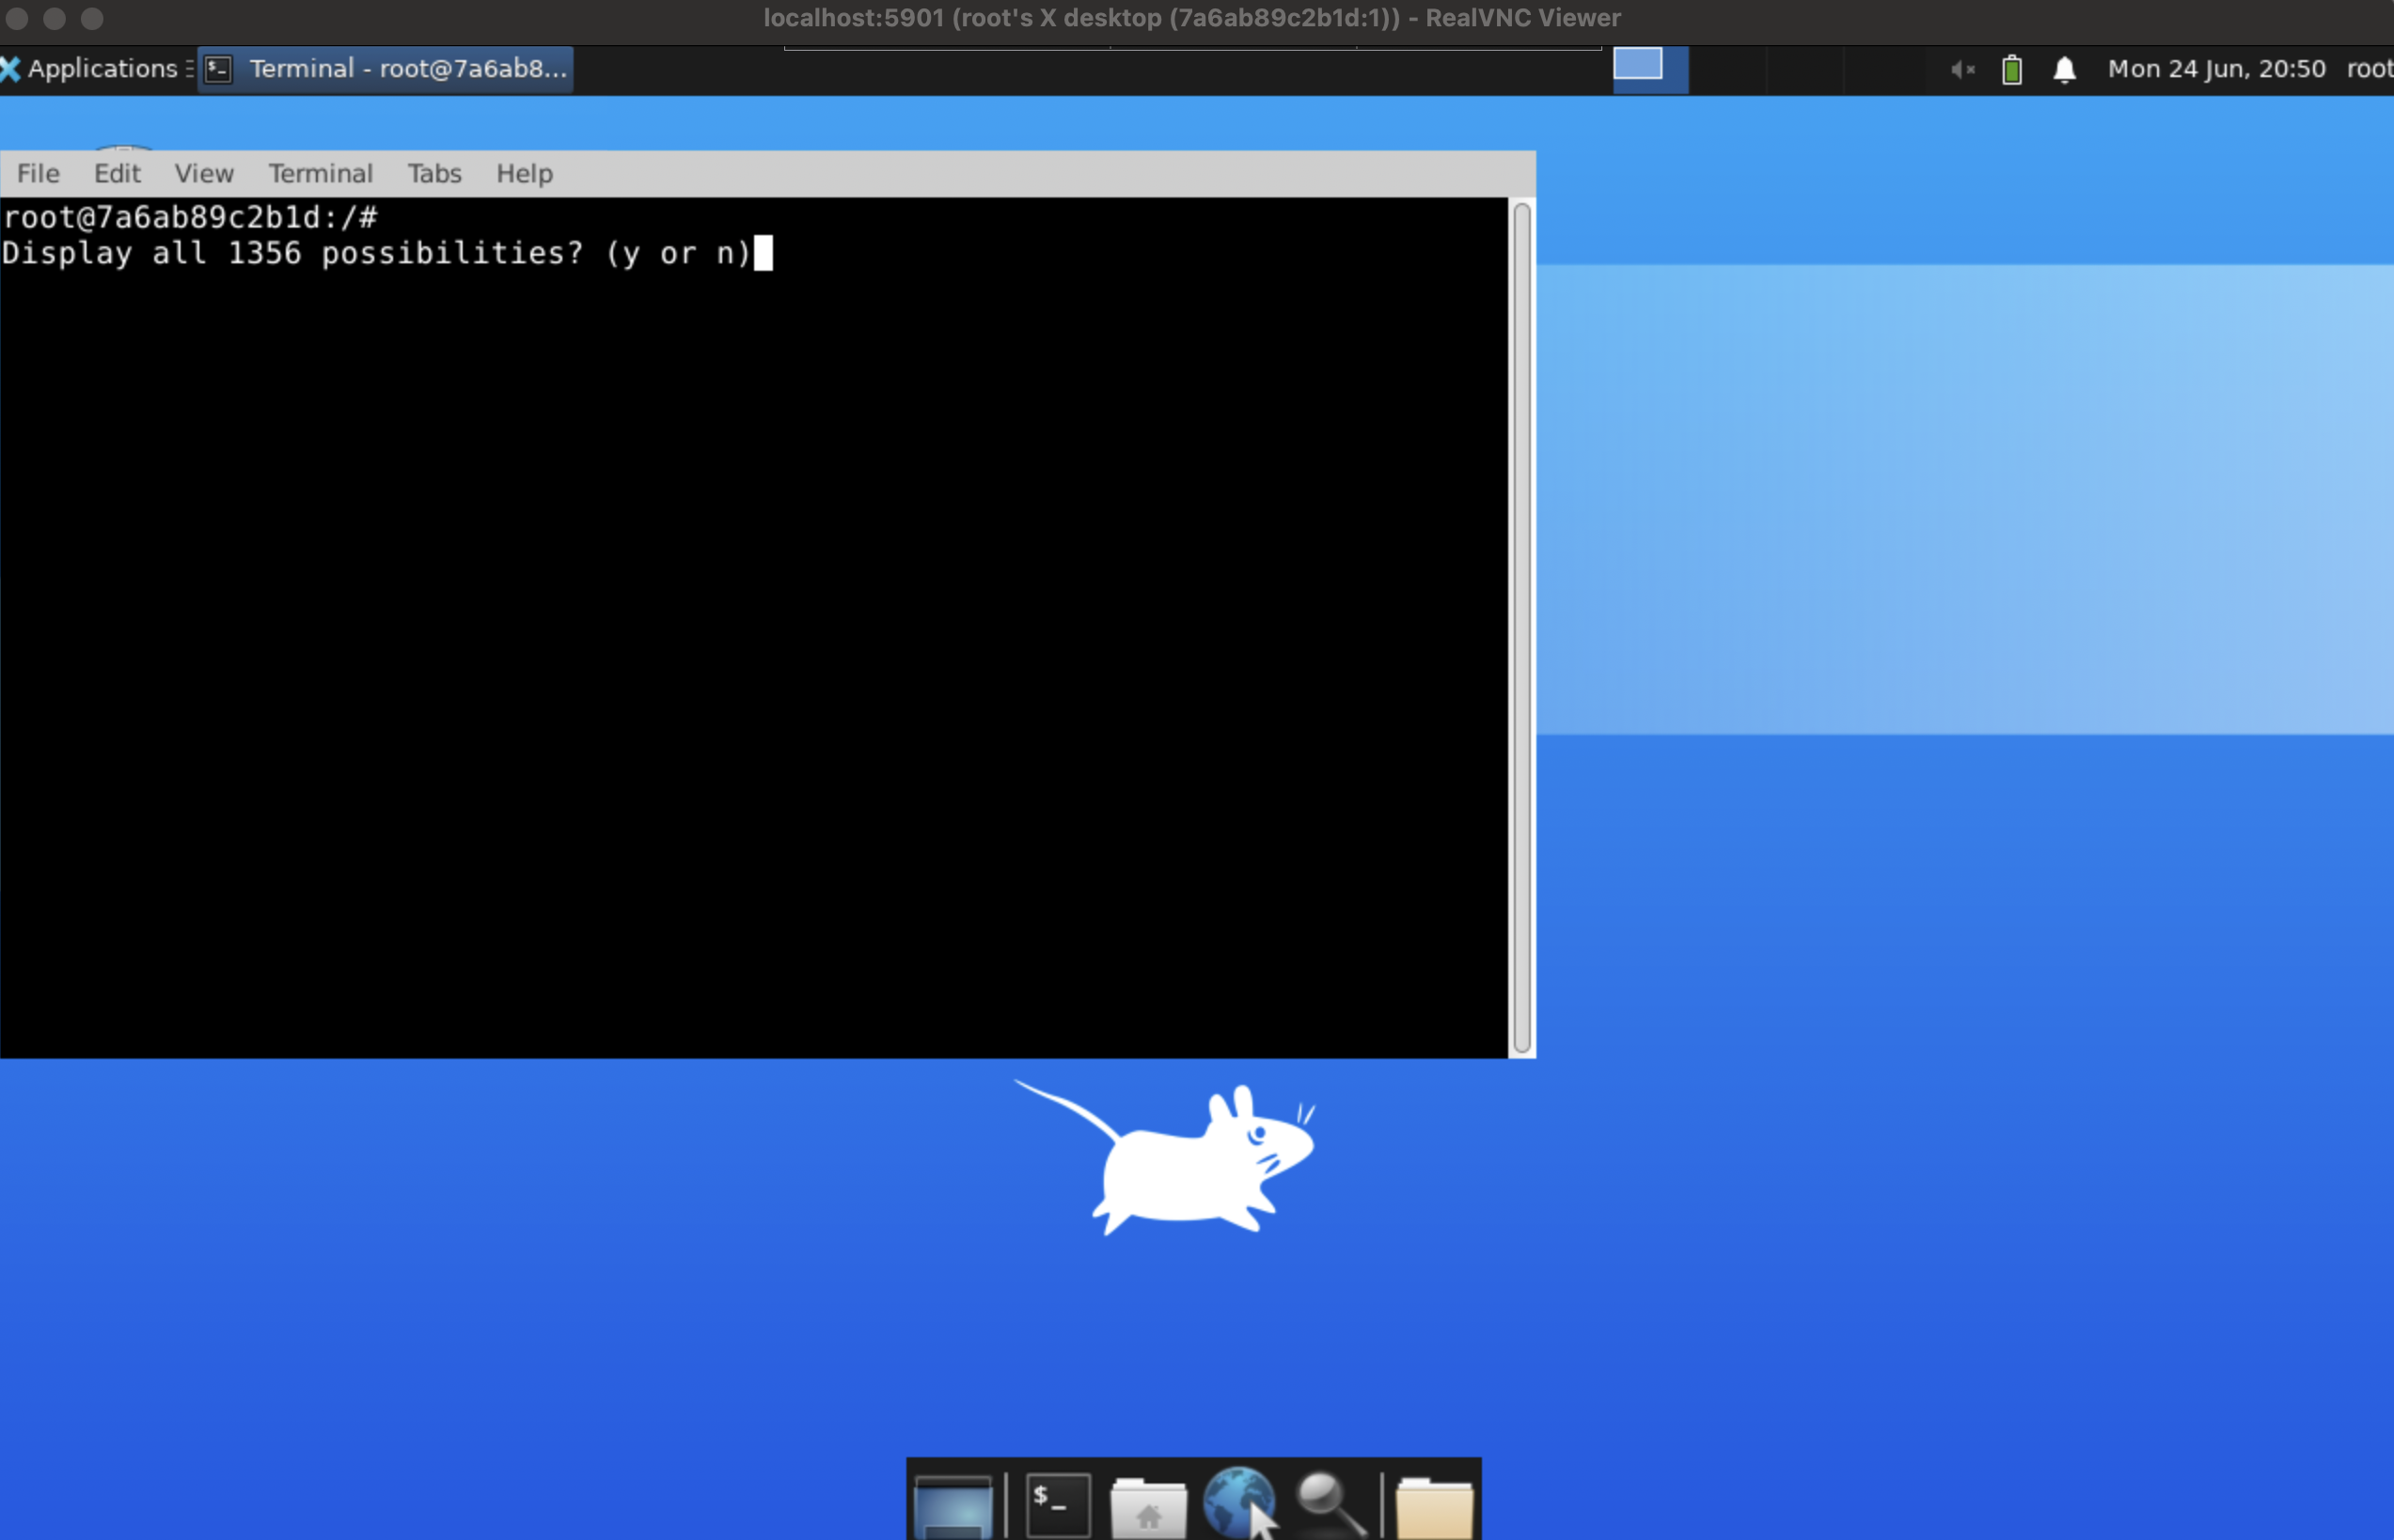 localhost:5901 (root's X desktop (7a6ab89c2b1d:1)) - RealVNC Viewer
Applications Terminal - root@7a6ab8... Mon 24 Jun, 20:50 root
File Edit View Terminal Tabs Help
root@7a6ab89c2b1d:/#
Display all 1356 possibilities? (y or n)
$_